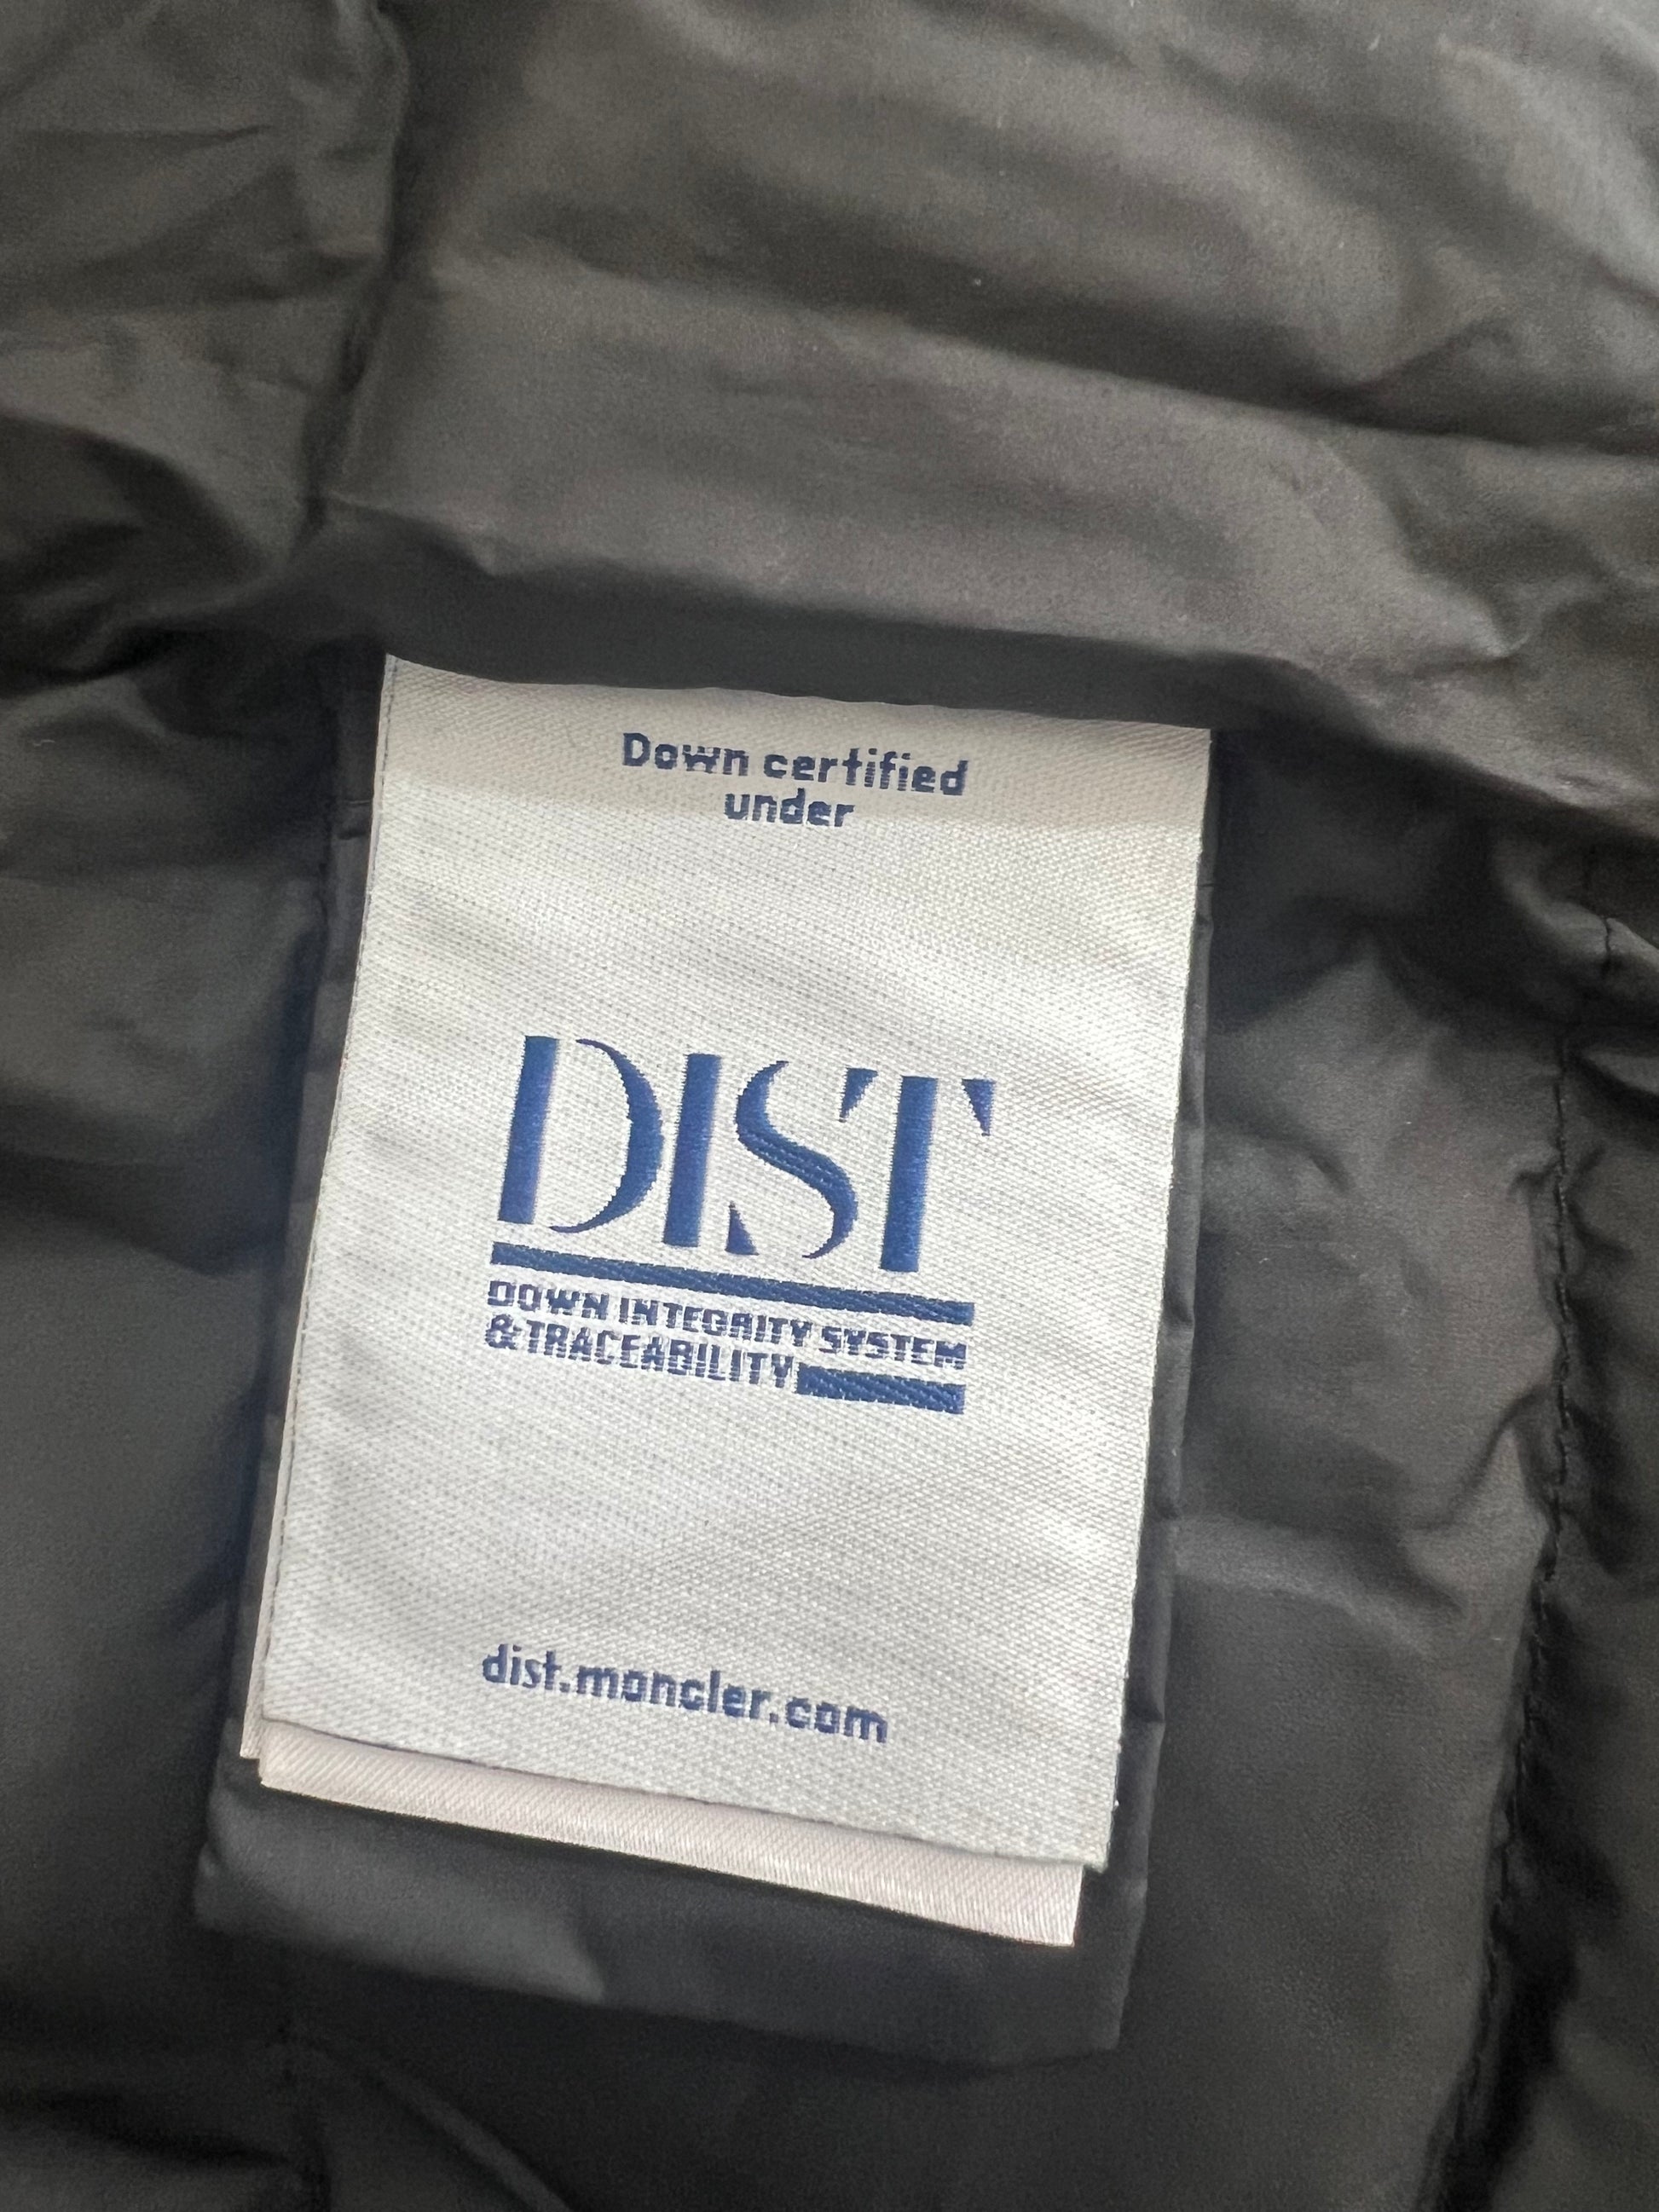 Down certified
under
DIST
DOWN INTEGRITY SYSTEM
&TRACEABILITY
dist.moncler.com